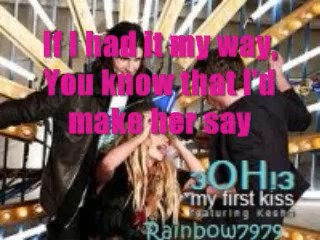 If I had it my way,
You know that I'd
make her say
3OH!3
my first kiss
featuring Kesha
Rainbow7979